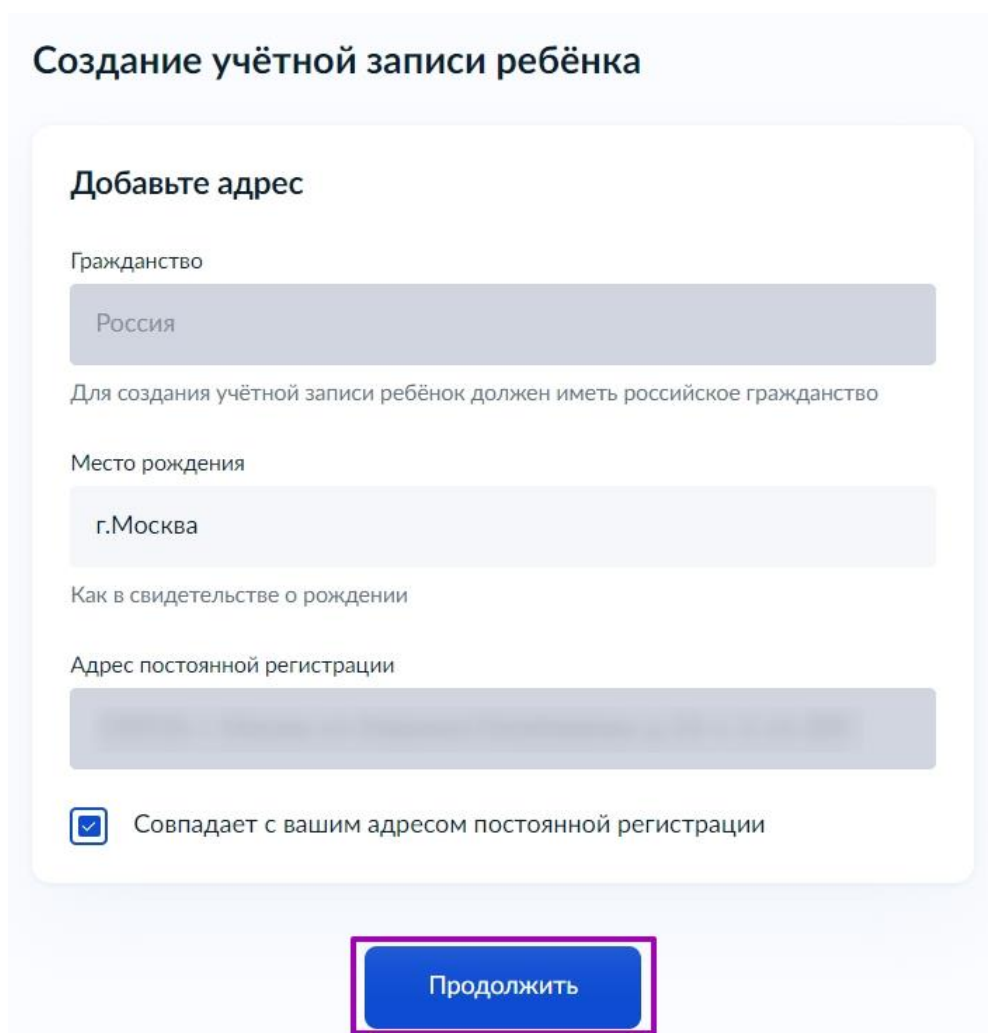 Создание учётной записи ребёнка
Добавьте адрес
Гражданство
Россия
Для создания учётной записи ребёнок должен иметь российское гражданство
Место рождения
г.Москва
Как в свидетельстве о рождении
Адрес постоянной регистрации
Совпадает с вашим адресом постоянной регистрации
Продолжить